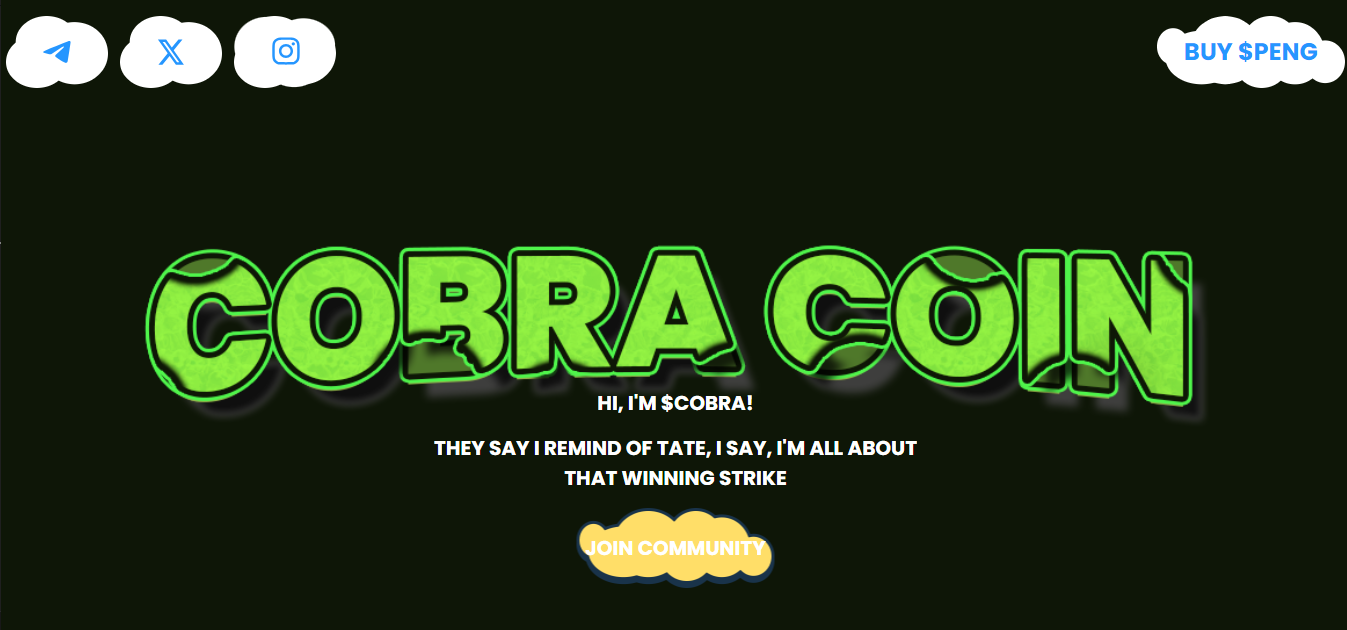 BUY $PENG
COBRA COIN
HI, I'M $COBRA!
THEY SAY I REMIND OF TATE, I SAY, I'M ALL ABOUT
THAT WINNING STRIKE
JOIN COMMUNITY